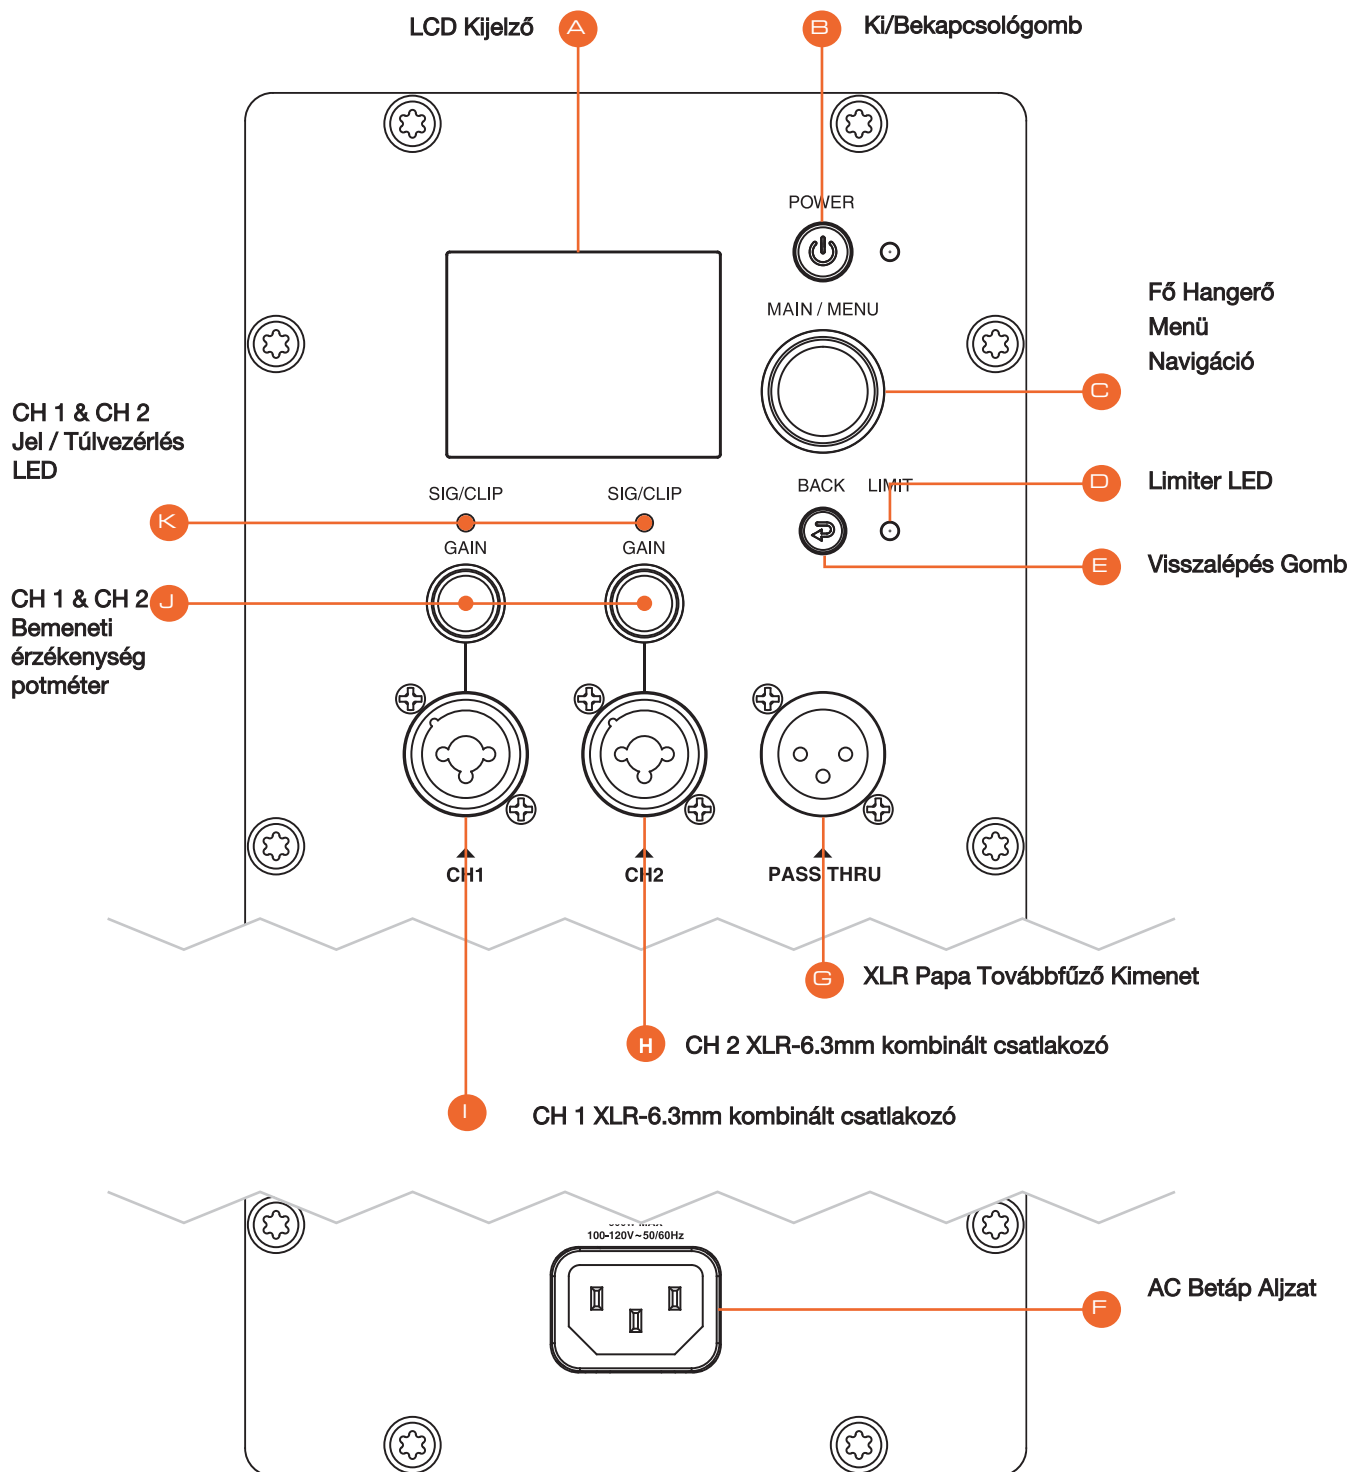 LCD Kijelző
A
B
Ki/Bekapcsológomb
POWER
MAIN / MENU
Fő Hangerő
Menü
Navigáció
C
CH 1 & CH 2
Jel / Túlvezérlés
LED
K
SIG/CLIP
SIG/CLIP
BACK
LIMIT
D
Limiter LED
GAIN
GAIN
E
Visszalépés Gomb
CH 1 & CH 2
Bemeneti
érzékenység
potméter
J
CH1
CH2
PASS THRU
G
XLR Papa Továbbfűző Kimenet
H
CH 2 XLR-6.3mm kombinált csatlakozó
I
CH 1 XLR-6.3mm kombinált csatlakozó
100-120V~50/60Hz
AC Betáp Aljzat
F